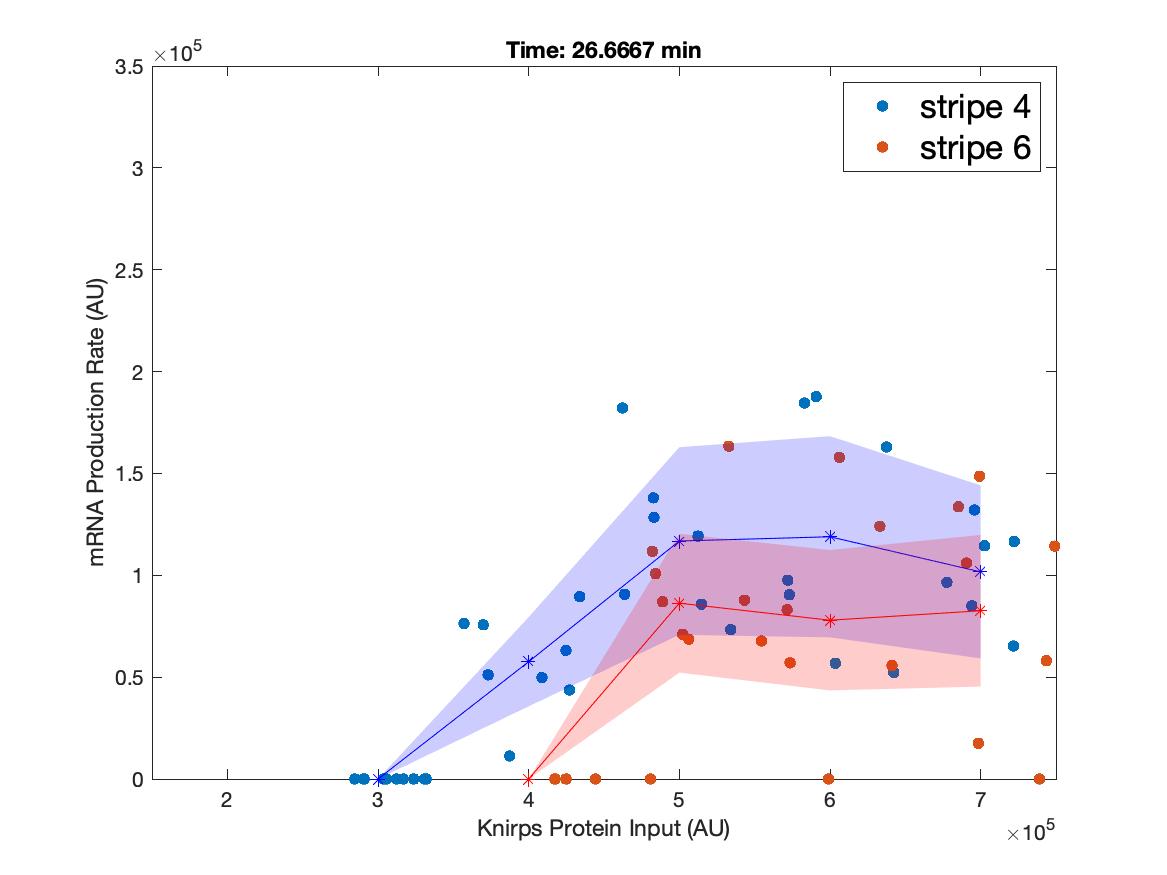 Time: 26.6667 min
×10⁵
3.5
3
2.5
2
1.5
1
0.5
0
mRNA Production Rate (AU)
stripe 4
stripe 6
2 3 4 5 6 7
Knirps Protein Input (AU)
×10⁵